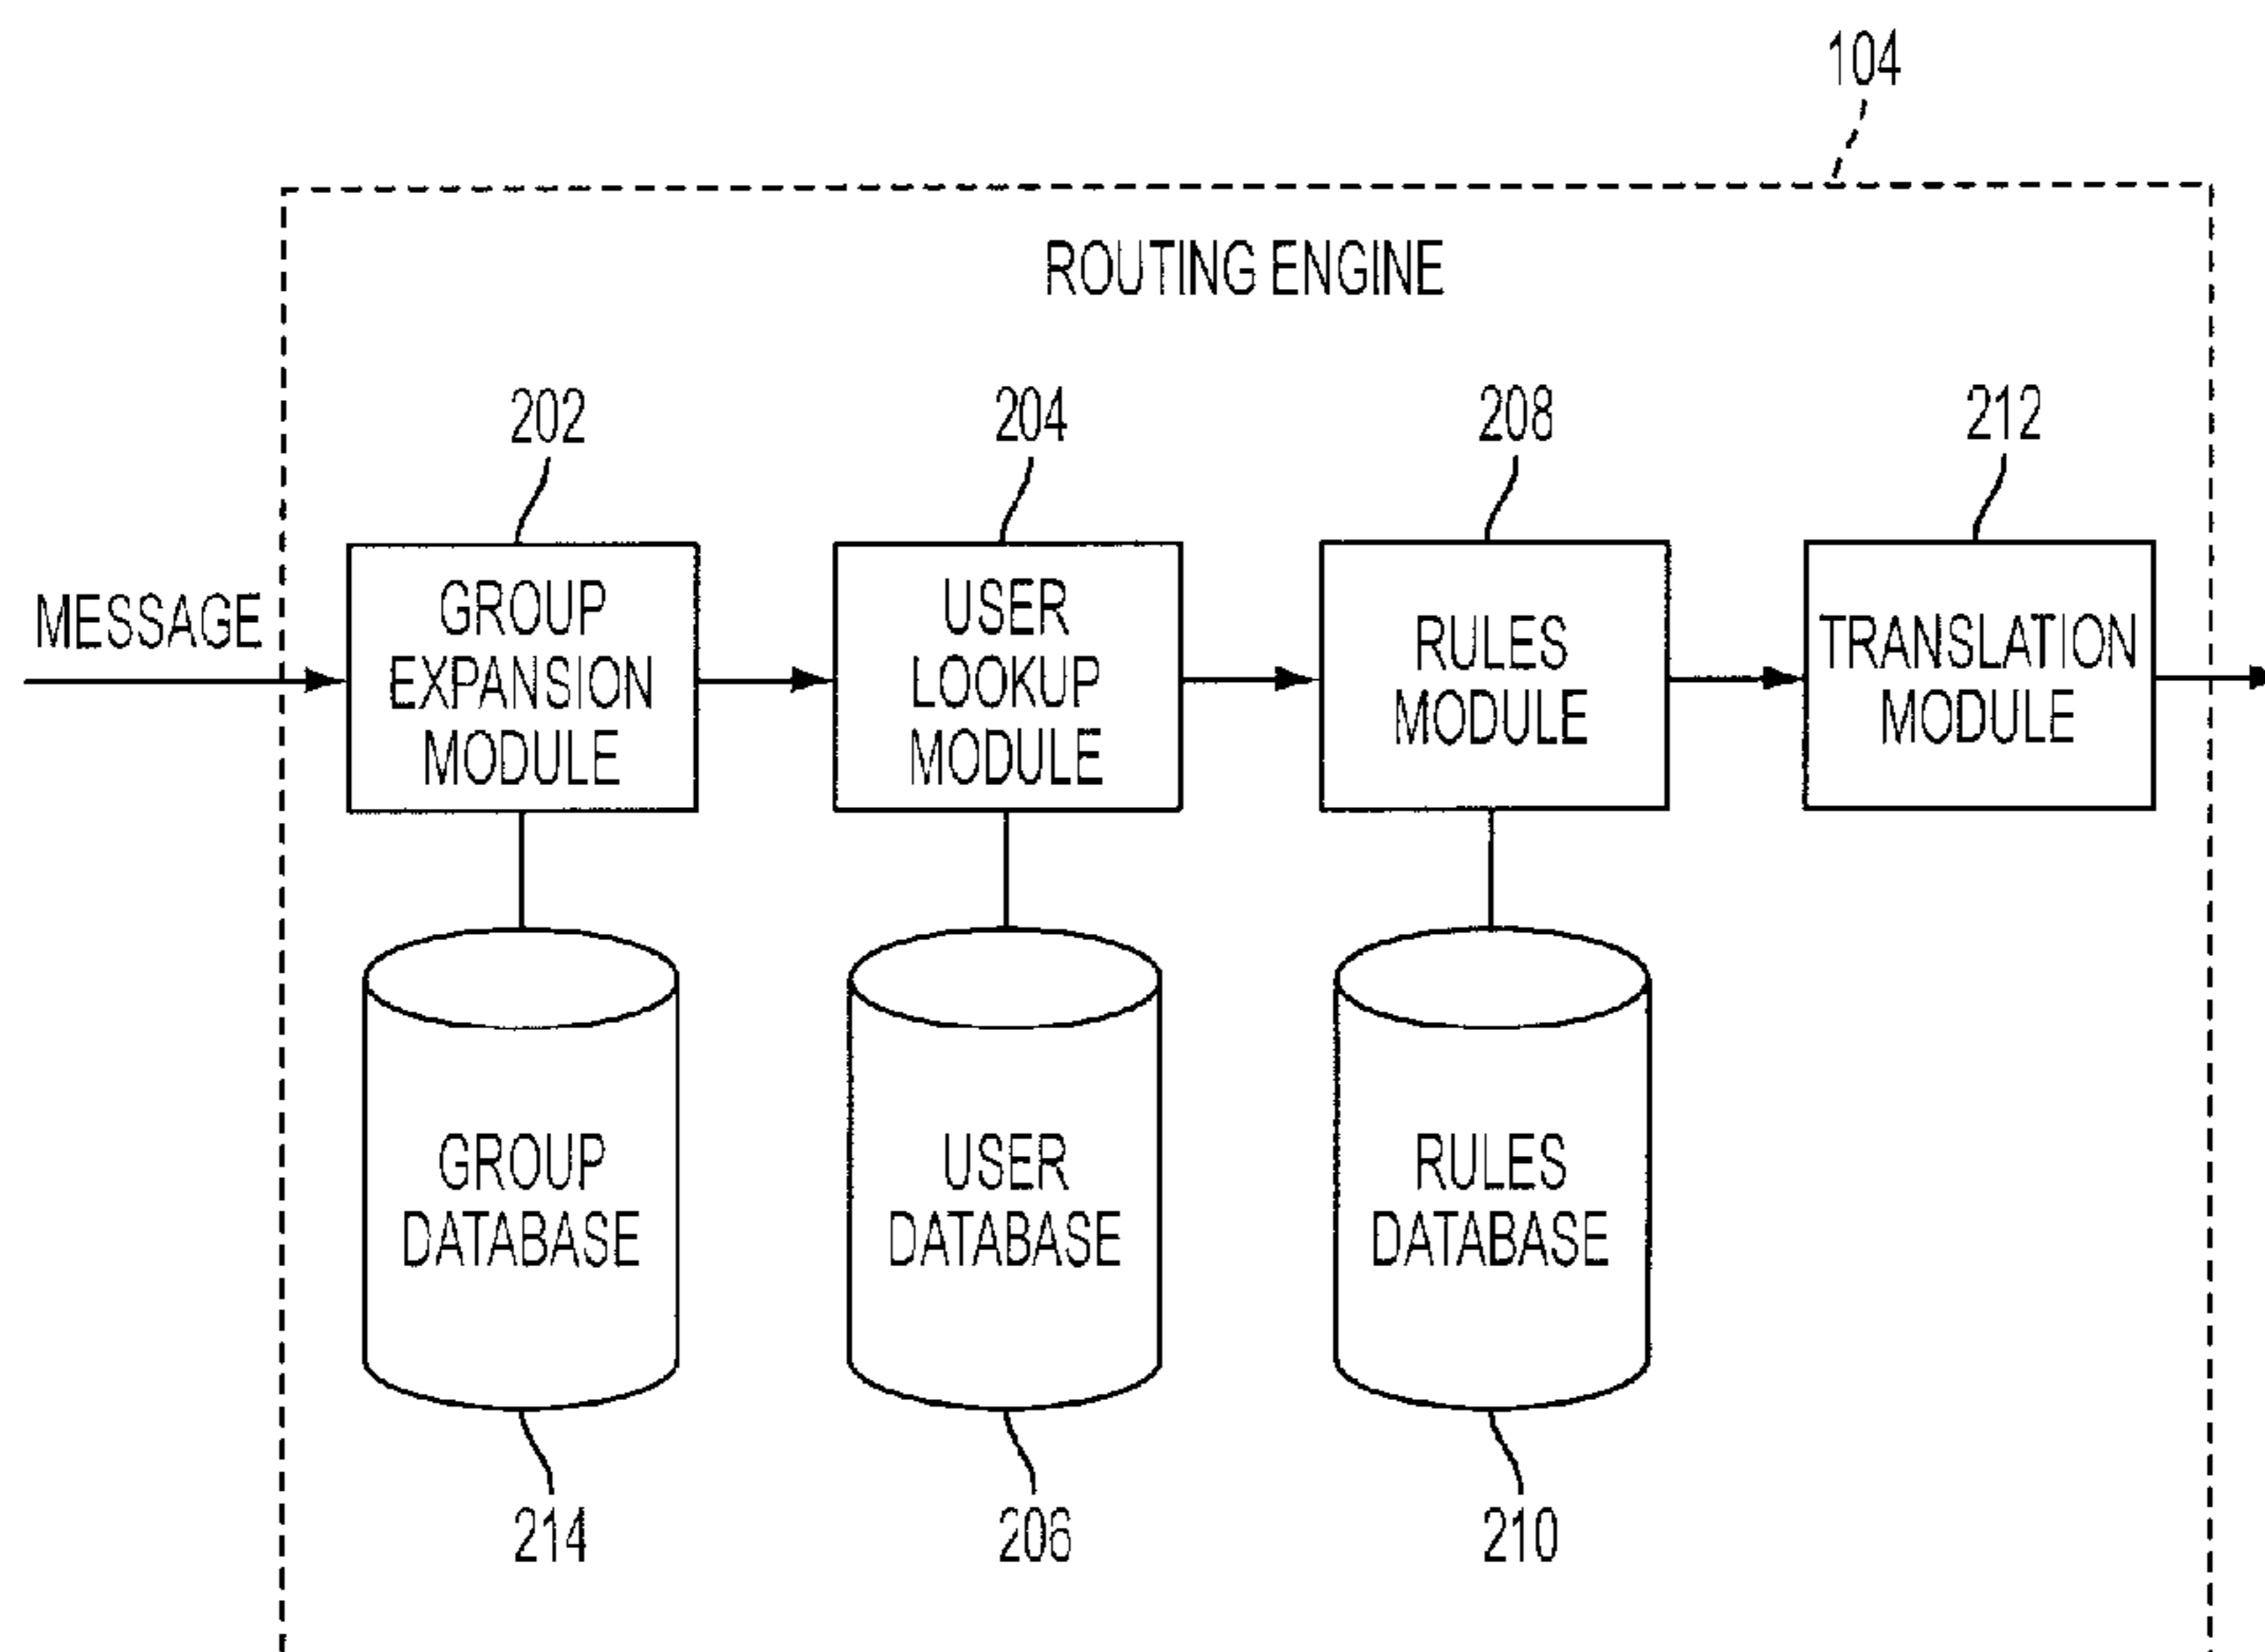 104
ROUTING ENGINE
202
204
208
212
MESSAGE
GROUP
EXPANSION
MODULE
USER
LOOKUP
MODULE
RULES
MODULE
TRANSLATION
MODULE
GROUP
DATABASE
USER
DATABASE
RULES
DATABASE
214
206
210